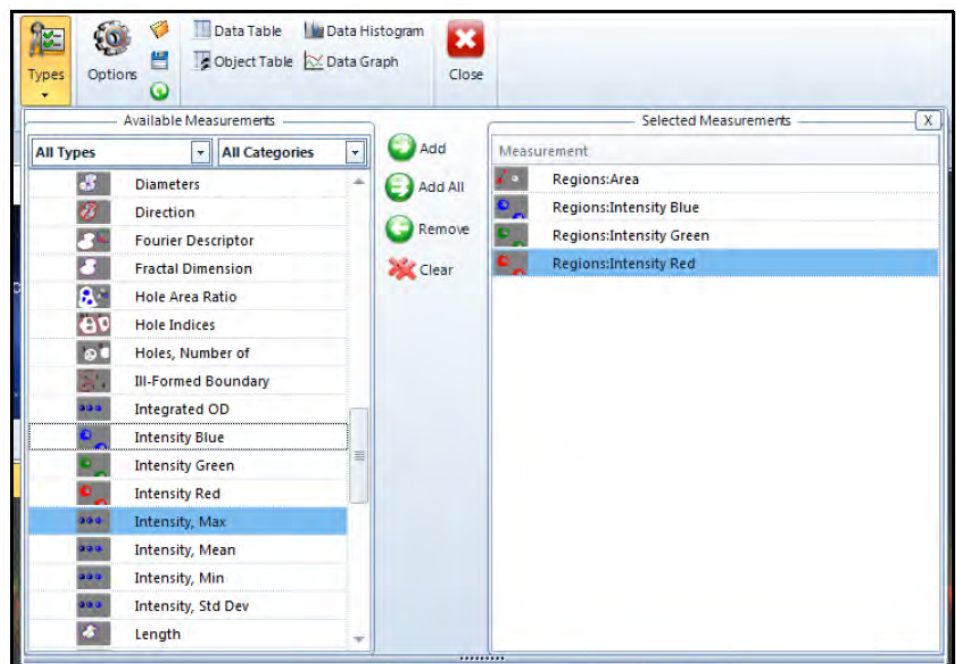 Data Table
Data Histogram
Object Table
Data Graph
Types
Options
Close
Available Measurements
All Types
All Categories
Diameters
Direction
Fourier Descriptor
Fractal Dimension
Hole Area Ratio
Hole Indices
Holes, Number of
Ill-Formed Boundary
Integrated OD
Intensity Blue
Intensity Green
Intensity Red
Intensity, Max
Intensity, Mean
Intensity, Min
Intensity, Std Dev
Length
Add
Add All
Remove
Clear
Selected Measurements
X
Measurement
Regions:Area
Regions:Intensity Blue
Regions:Intensity Green
Regions:Intensity Red